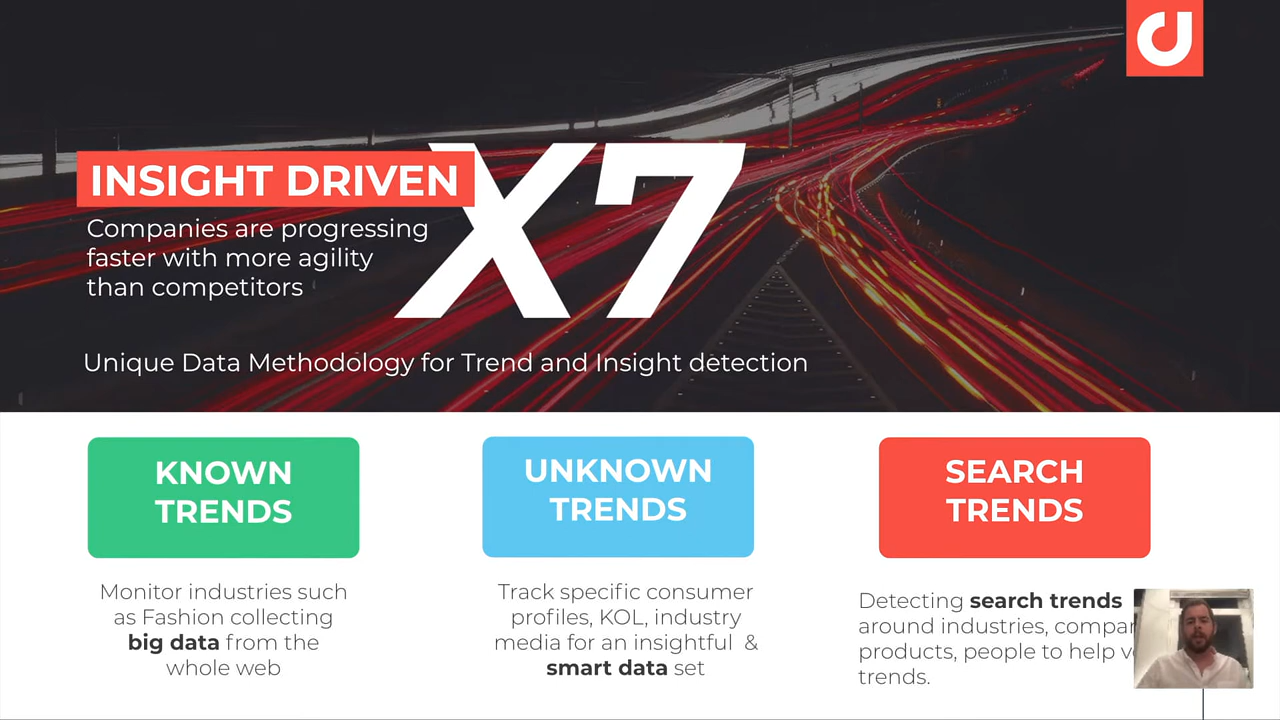 INSIGHT DRIVEN
X7
Companies are progressing
faster with more agility
than competitors
Unique Data Methodology for Trend and Insight detection
KNOWN
TRENDS
Monitor industries such
as Fashion collecting
big data from the
whole web
UNKNOWN
TRENDS
Track specific consumer
profiles, KOL, industry
media for an insightful &
smart data set
SEARCH
TRENDS
Detecting search trends
around industries,
products, people to help
trends.